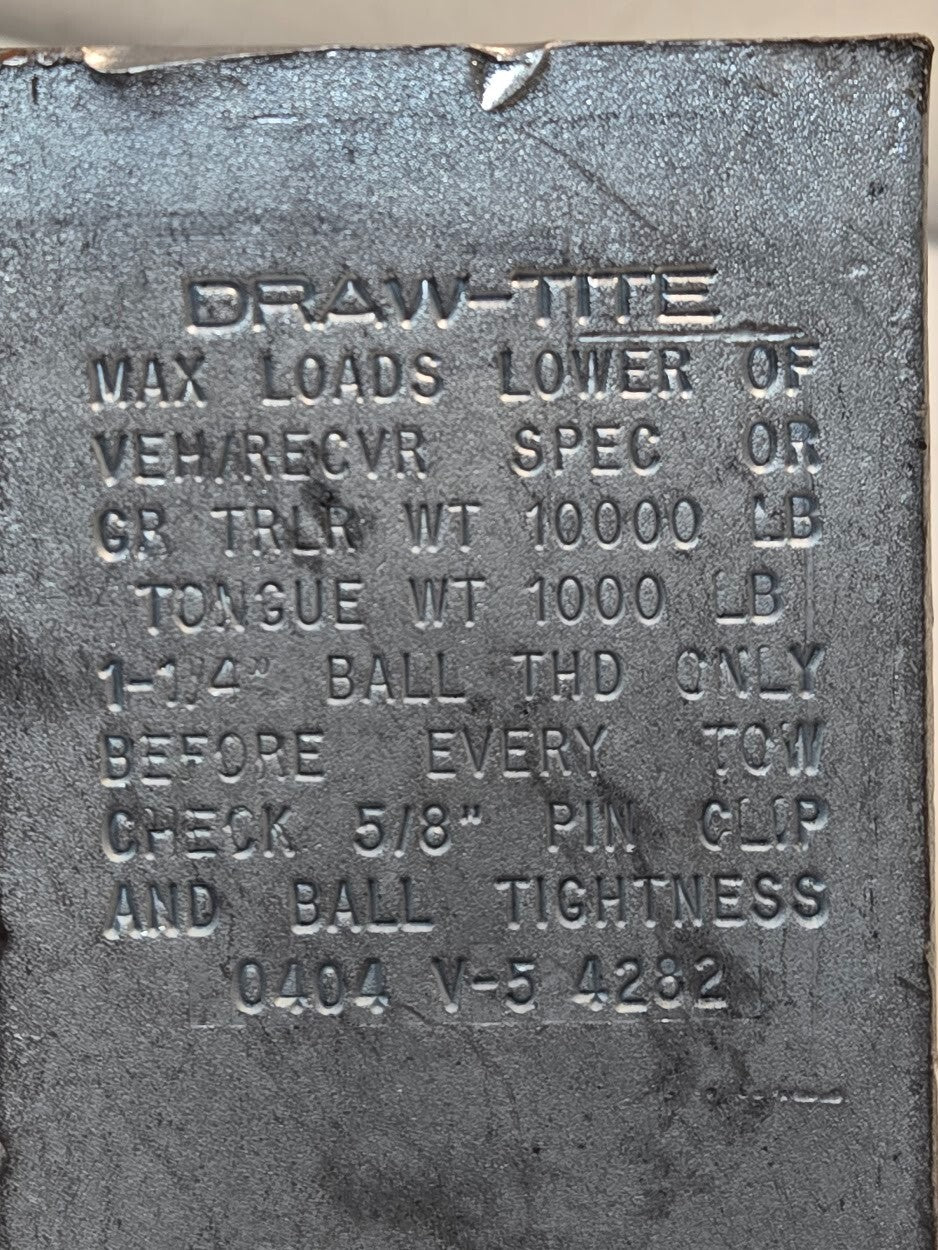 DRAW-TITE
MAX LOADS LOWER OF
VEH/RECVR SPEC OR
GR TRLR WT 10000 LB
TONGUE WT 1000 LB
1-1/4" BALL THD ONLY
BEFORE EVERY TOW
CHECK 5/8" PIN CLIP
AND BALL TIGHTNESS
0404 V-5 4282